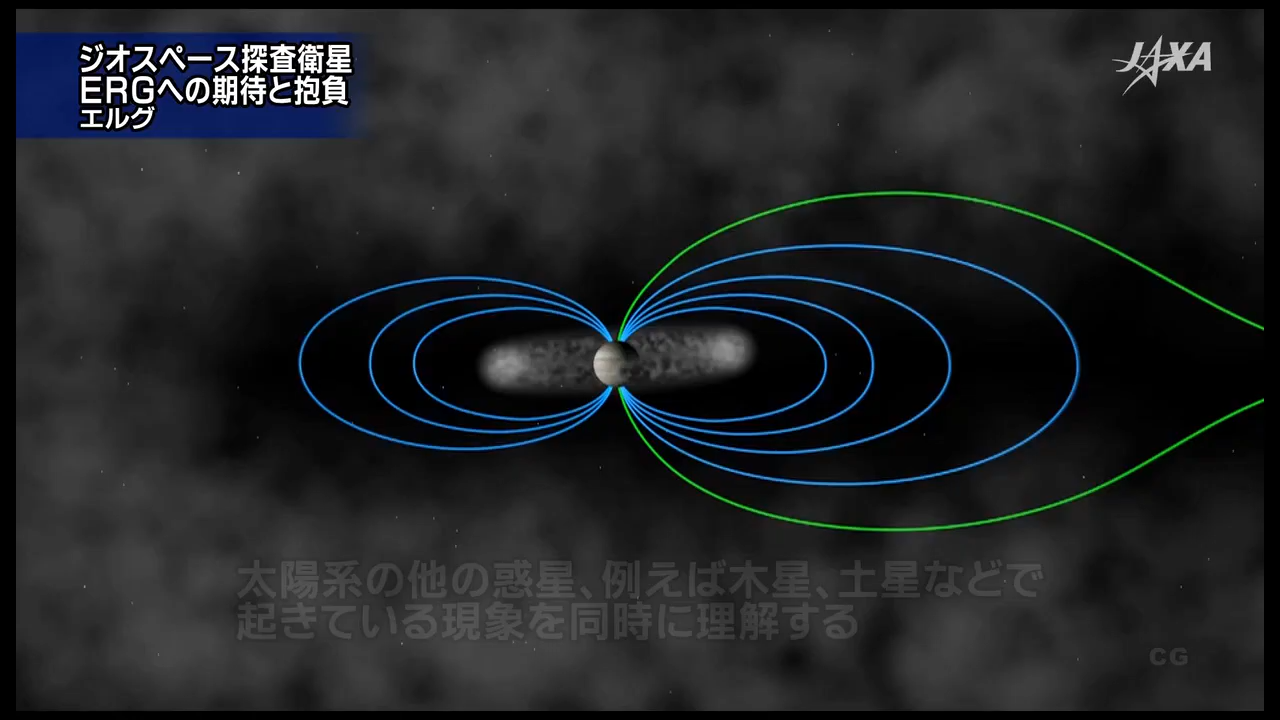 ジオスペース探査衛星
ERGへの期待と抱負
エルグ
JAXA
太陽系の他の惑星、例えば木星、土星などで
起きている現象を同時に理解する
CG